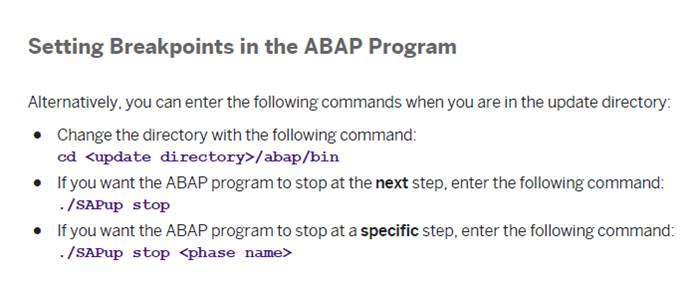 Setting Breakpoints in the ABAP Program
Alternatively, you can enter the following commands when you are in the update directory:
● Change the directory with the following command:
cd <update directory>/abap/bin
● If you want the ABAP program to stop at the next step, enter the following command:
./SAPup stop
● If you want the ABAP program to stop at a specific step, enter the following command:
./SAPup stop <phase name>